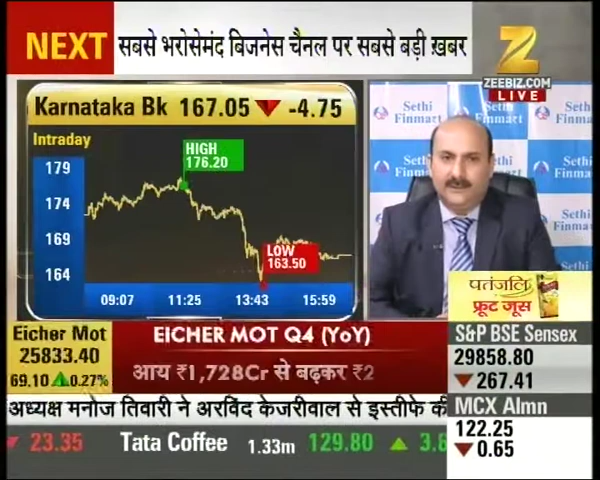 NEXT
सबसे भरोसेमंद बिजनेस चैनल पर सबसे बड़ी ख़बर
ZEEBIZ.COM
LIVE
Karnataka Bk 167.05 -4.75
Intraday
179
174
169
164
HIGH
176.20
LOW
163.50
09:07 11:25 13:43 15:59
Sethi
Finmart
Sethi
Finmart
Sethi
Finmart
Sethi
Finmart
Sethi
Finmart
Sethi
पतंजलि
फ्रूट जूस
Eicher Mot
25833.40
69.10 0.27%
EICHER MOT Q4 (YoY)
आय ₹1,728Cr से बढ़कर ₹2
S&P BSE Sensex
29858.80
267.41
अध्यक्ष मनोज तिवारी ने अरविंद केजरीवाल से इस्तीफे की
MCX Almn
122.25
0.65
23.35 Tata Coffee 1.33m 129.80 3.6